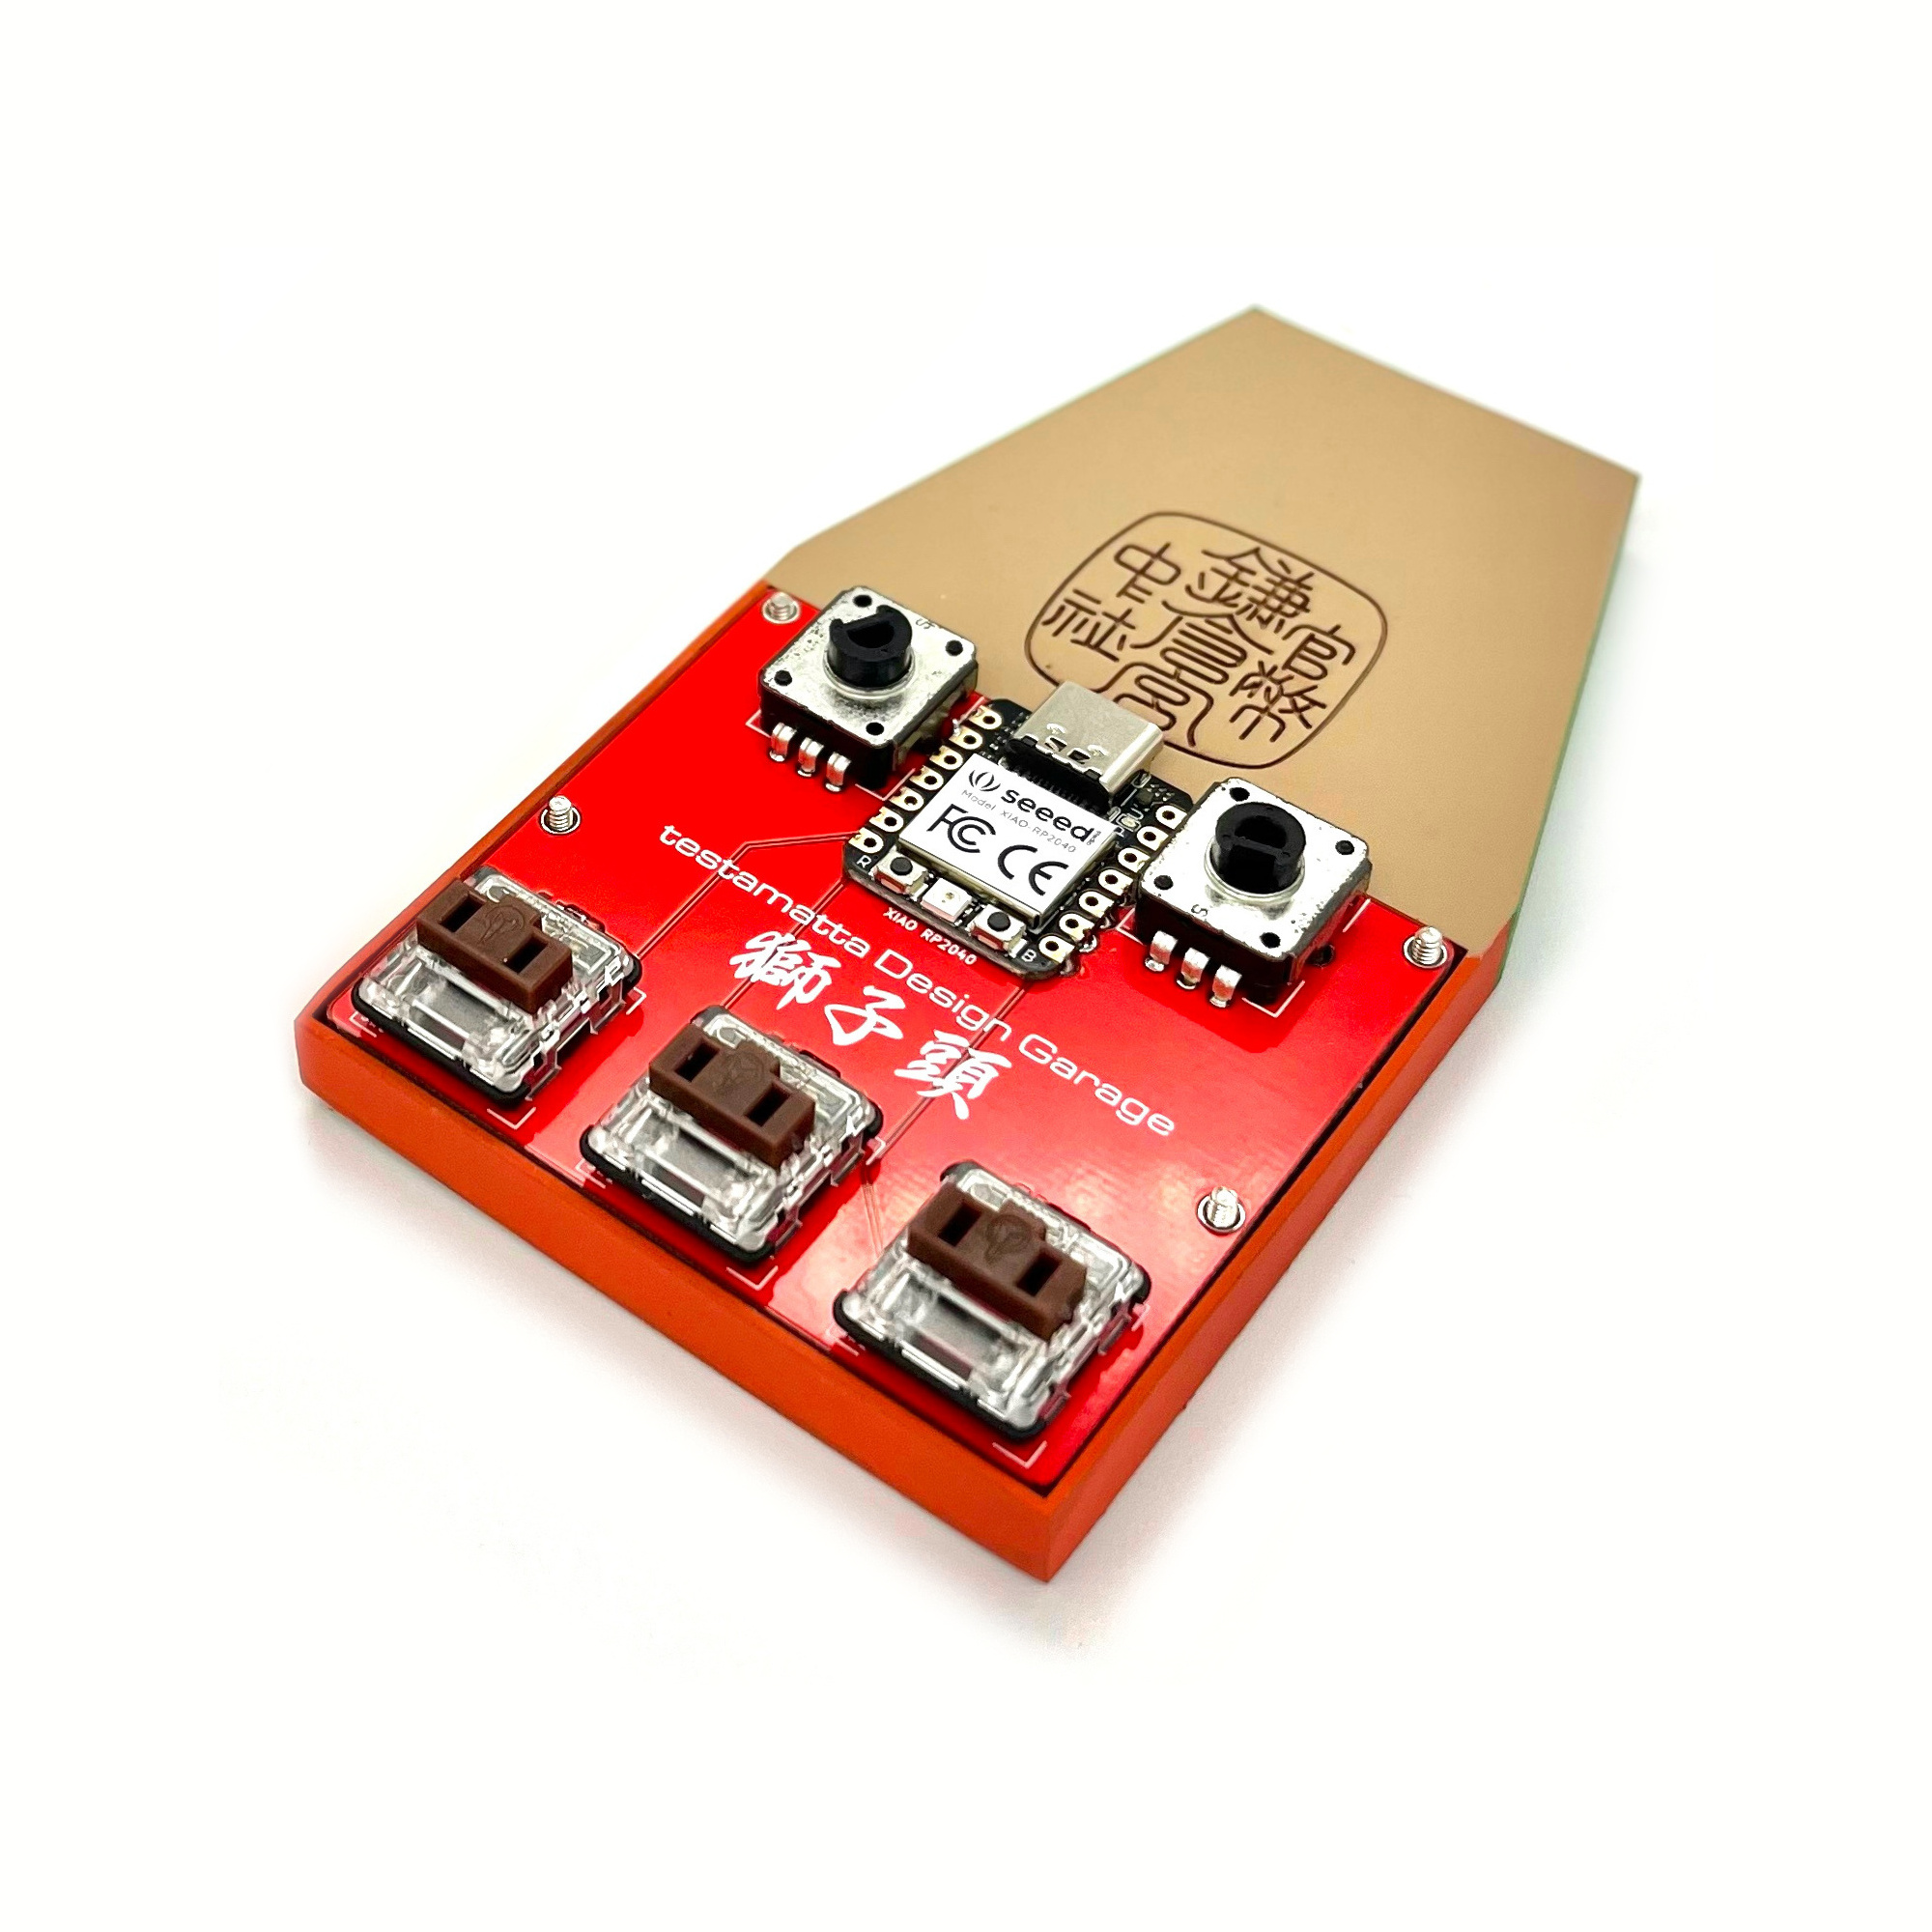 官幣
鎌倉宮
中社
seeed
Model XIAO-RP2040
FC CE
R
B
XIAO RP2040
testamatta Design Garage
獅子頭